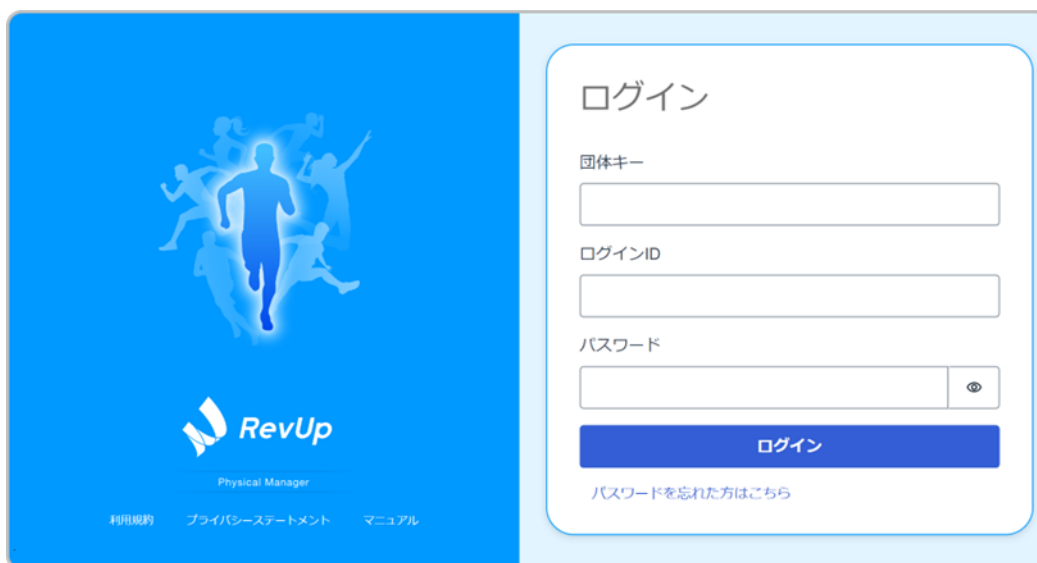 RevUp
Physical Manager
利用規約 プライバシーステートメント マニュアル
ログイン
団体キー
ログインID
パスワード
ログイン
パスワードを忘れた方はこちら